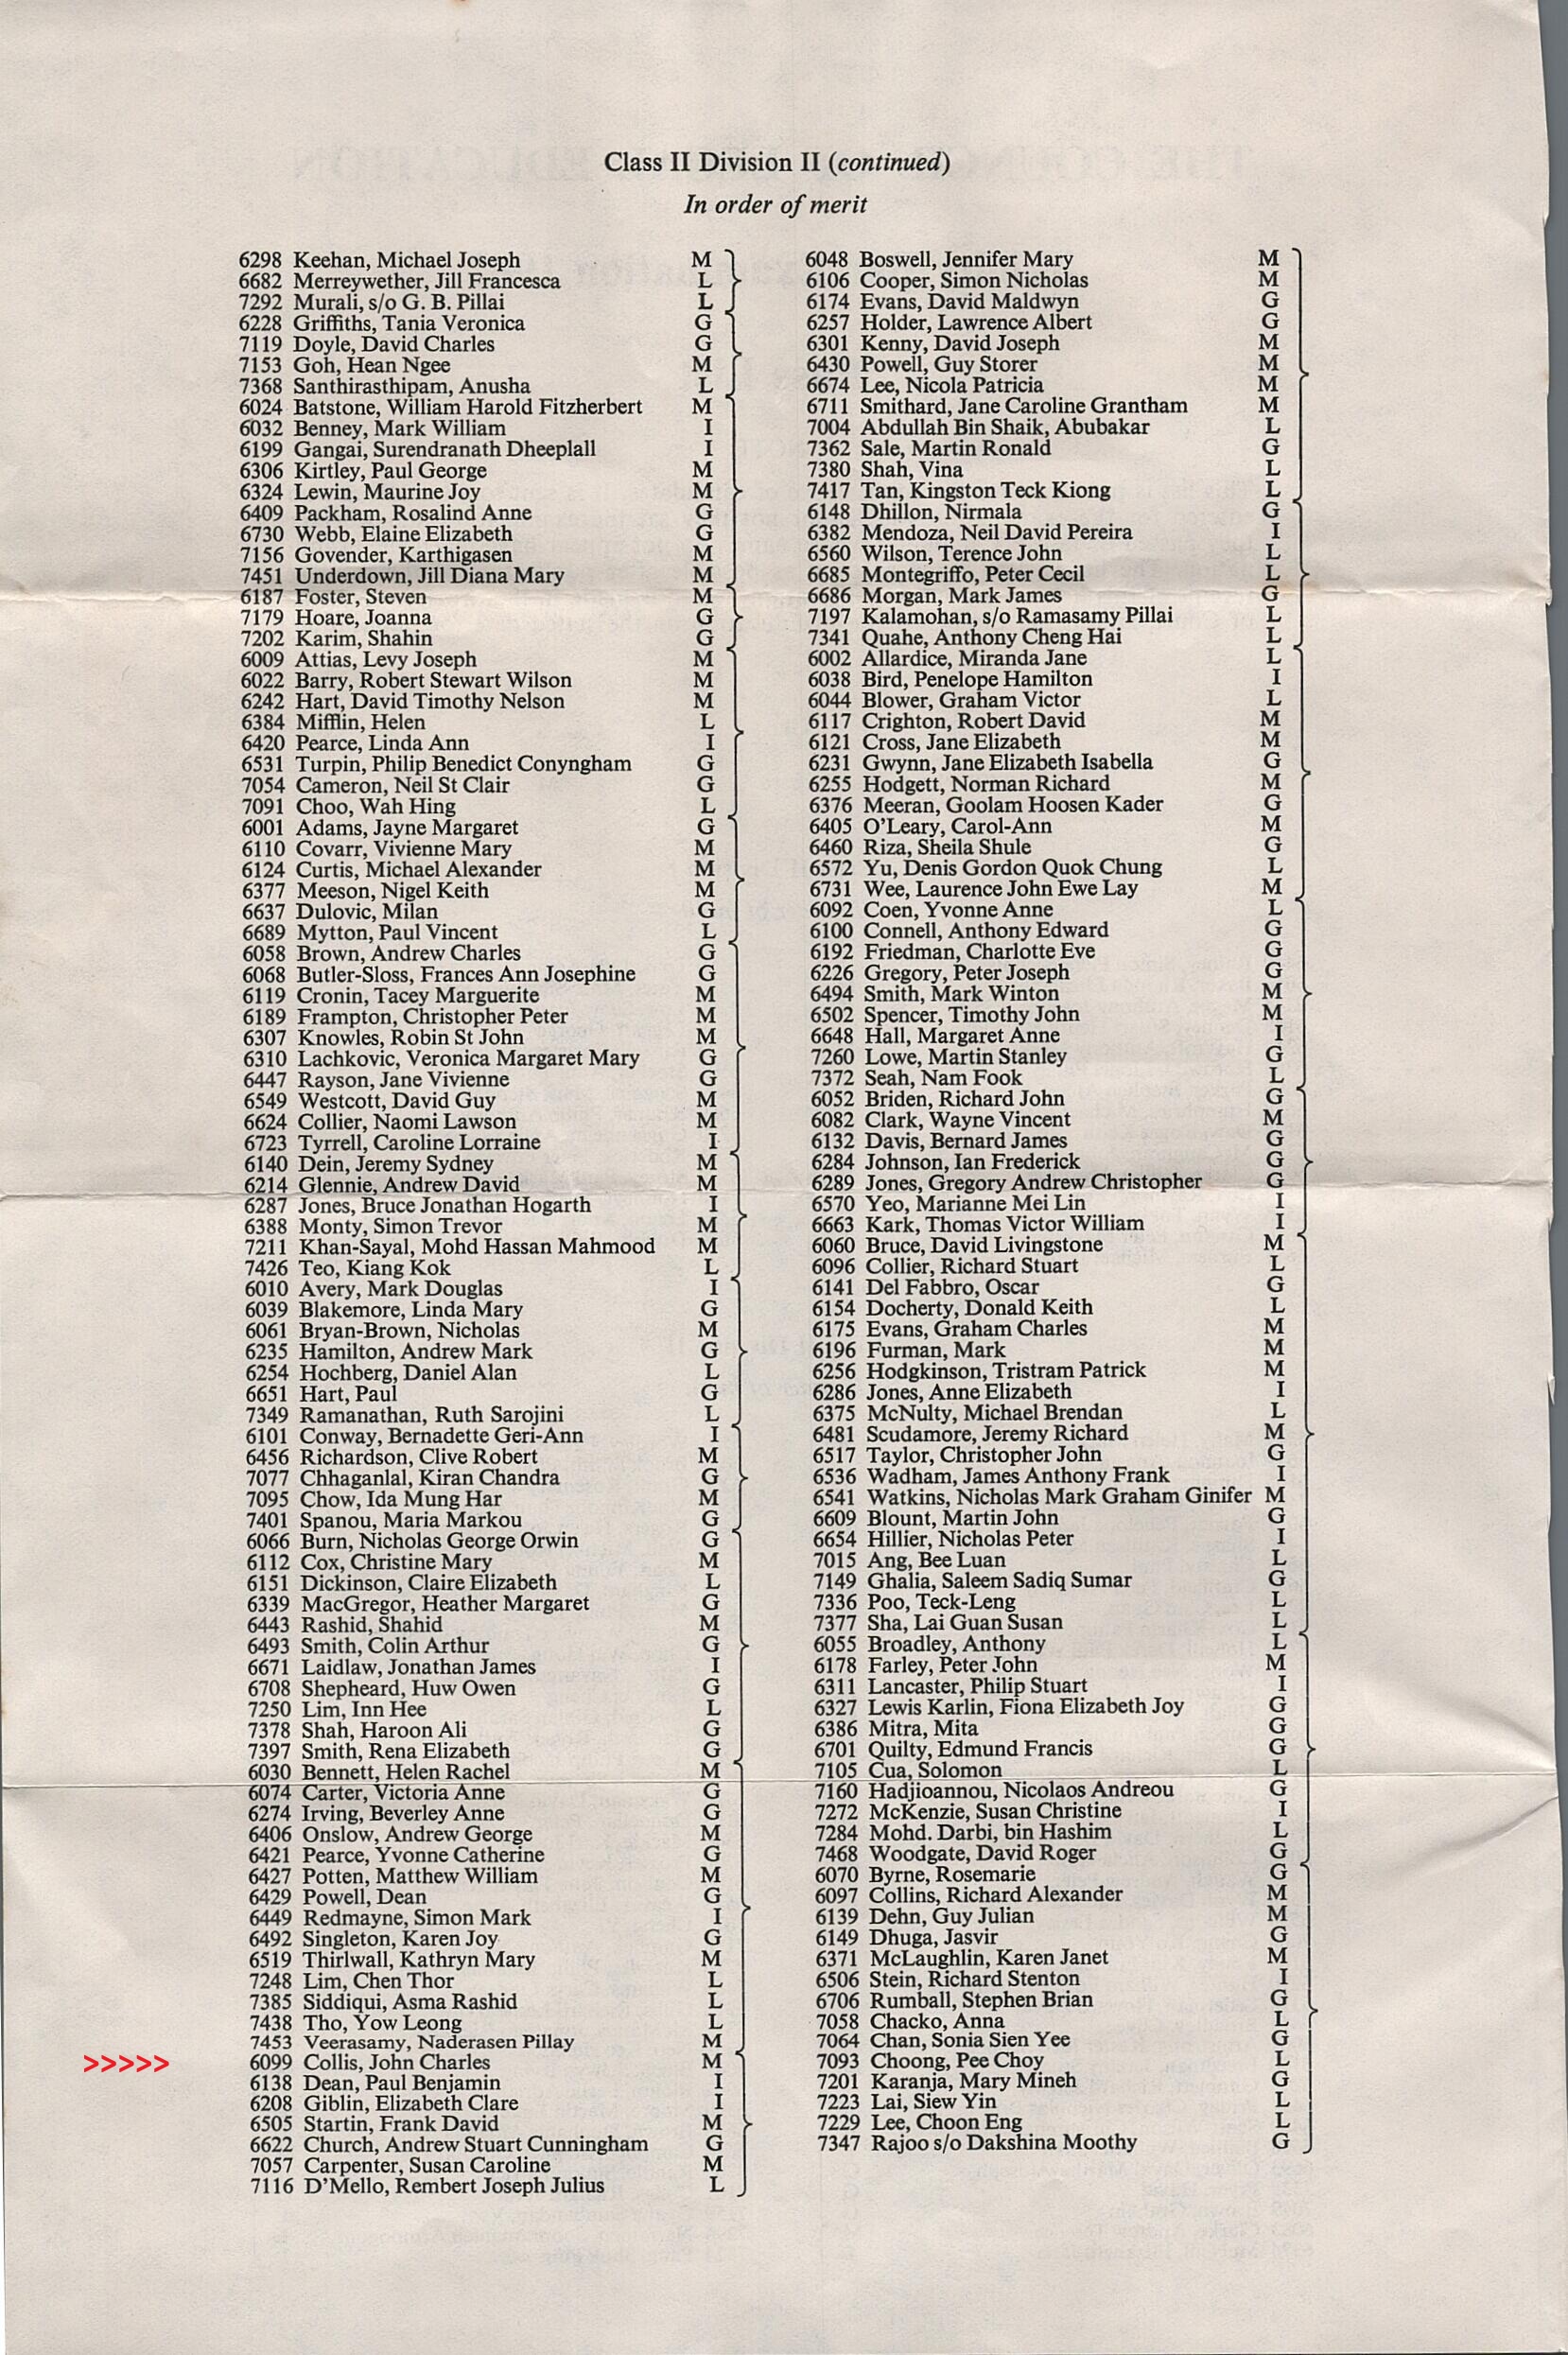 Class II Division II (continued)
In order of merit
6298 Keehan, Michael Joseph M
6682 Merreywether, Jill Francesca L
7292 Murali, s/o G. B. Pillai L
6228 Griffiths, Tania Veronica G
7119 Doyle, David Charles G
7153 Goh, Hean Ngee M
7368 Santhirasthipam, Anusha L
6024 Batstone, William Harold Fitzherbert M
6032 Benney, Mark William I
6199 Gangai, Surendranath Dheeplall I
6306 Kirtley, Paul George M
6324 Lewin, Maurine Joy M
6409 Packham, Rosalind Anne G
6730 Webb, Elaine Elizabeth G
7156 Govender, Karthigasen M
7451 Underdown, Jill Diana Mary M
6187 Foster, Steven M
7179 Hoare, Joanna G
7202 Karim, Shahin G
6009 Attias, Levy Joseph M
6022 Barry, Robert Stewart Wilson M
6242 Hart, David Timothy Nelson M
6384 Mifflin, Helen L
6420 Pearce, Linda Ann I
6531 Turpin, Philip Benedict Conyngham G
7054 Cameron, Neil St Clair G
7091 Choo, Wah Hing L
6001 Adams, Jayne Margaret G
6110 Covarr, Vivienne Mary M
6124 Curtis, Michael Alexander M
6377 Meeson, Nigel Keith M
6637 Dulovic, Milan G
6689 Mytton, Paul Vincent L
6058 Brown, Andrew Charles G
6068 Butler-Sloss, Frances Ann Josephine G
6119 Cronin, Tacey Marguerite M
6189 Frampton, Christopher Peter M
6307 Knowles, Robin St John M
6310 Lachkovic, Veronica Margaret Mary G
6447 Rayson, Jane Vivienne G
6549 Westcott, David Guy M
6624 Collier, Naomi Lawson M
6723 Tyrrell, Caroline Lorraine I
6140 Dein, Jeremy Sydney M
6214 Glennie, Andrew David M
6287 Jones, Bruce Jonathan Hogarth I
6388 Monty, Simon Trevor M
7211 Khan-Sayal, Mohd Hassan Mahmood M
7426 Teo, Kiang Kok L
6010 Avery, Mark Douglas I
6039 Blakemore, Linda Mary G
6061 Bryan-Brown, Nicholas M
6235 Hamilton, Andrew Mark G
6254 Hochberg, Daniel Alan L
6651 Hart, Paul G
7349 Ramanathan, Ruth Sarojini L
6101 Conway, Bernadette Geri-Ann I
6456 Richardson, Clive Robert M
7077 Chhaganlal, Kiran Chandra G
7095 Chow, Ida Mung Har M
7401 Spanou, Maria Markou G
6066 Burn, Nicholas George Orwin G
6112 Cox, Christine Mary M
6151 Dickinson, Claire Elizabeth L
6339 MacGregor, Heather Margaret G
6443 Rashid, Shahid M
6493 Smith, Colin Arthur G
6671 Laidlaw, Jonathan James I
6708 Shepheard, Huw Owen G
7250 Lim, Inn Hee L
7378 Shah, Haroon Ali G
7397 Smith, Rena Elizabeth G
6030 Bennett, Helen Rachel M
6074 Carter, Victoria Anne G
6274 Irving, Beverley Anne G
6406 Onslow, Andrew George M
6421 Pearce, Yvonne Catherine G
6427 Potten, Matthew William M
6429 Powell, Dean G
6449 Redmayne, Simon Mark I
6492 Singleton, Karen Joy G
6519 Thirlwall, Kathryn Mary M
7248 Lim, Chen Thor L
7385 Siddiqui, Asma Rashid L
7438 Tho, Yow Leong L
7453 Veerasamy, Naderasen Pillay M
>>>>> 6099 Collis, John Charles M
6138 Dean, Paul Benjamin I
6208 Giblin, Elizabeth Clare I
6505 Startin, Frank David M
6622 Church, Andrew Stuart Cunningham G
7057 Carpenter, Susan Caroline M
7116 D'Mello, Rembert Joseph Julius L
6048 Boswell, Jennifer Mary M
6106 Cooper, Simon Nicholas M
6174 Evans, David Maldwyn G
6257 Holder, Lawrence Albert G
6301 Kenny, David Joseph M
6430 Powell, Guy Storer M
6674 Lee, Nicola Patricia M
6711 Smithard, Jane Caroline Grantham M
7004 Abdullah Bin Shaik, Abubakar L
7362 Sale, Martin Ronald G
7380 Shah, Vina L
7417 Tan, Kingston Teck Kiong L
6148 Dhillon, Nirmala G
6382 Mendoza, Neil David Pereira I
6560 Wilson, Terence John L
6685 Montegriffo, Peter Cecil L
6686 Morgan, Mark James G
7197 Kalamohan, s/o Ramasamy Pillai L
7341 Quahe, Anthony Cheng Hai L
6002 Allardice, Miranda Jane L
6038 Bird, Penelope Hamilton I
6044 Blower, Graham Victor L
6117 Crighton, Robert David M
6121 Cross, Jane Elizabeth M
6231 Gwynn, Jane Elizabeth Isabella G
6255 Hodgett, Norman Richard M
6376 Meeran, Goolam Hoosen Kader G
6405 O'Leary, Carol-Ann M
6460 Riza, Sheila Shule G
6572 Yu, Denis Gordon Quok Chung L
6731 Wee, Laurence John Ewe Lay M
6092 Coen, Yvonne Anne L
6100 Connell, Anthony Edward G
6192 Friedman, Charlotte Eve G
6226 Gregory, Peter Joseph G
6494 Smith, Mark Winton M
6502 Spencer, Timothy John M
6648 Hall, Margaret Anne I
7260 Lowe, Martin Stanley G
7372 Seah, Nam Fook L
6052 Briden, Richard John G
6082 Clark, Wayne Vincent M
6132 Davis, Bernard James G
6284 Johnson, Ian Frederick G
6289 Jones, Gregory Andrew Christopher G
6570 Yeo, Marianne Mei Lin I
6663 Kark, Thomas Victor William I
6060 Bruce, David Livingstone M
6096 Collier, Richard Stuart L
6141 Del Fabbro, Oscar G
6154 Docherty, Donald Keith L
6175 Evans, Graham Charles M
6196 Furman, Mark M
6256 Hodgkinson, Tristram Patrick M
6286 Jones, Anne Elizabeth I
6375 McNulty, Michael Brendan L
6481 Scudamore, Jeremy Richard M
6517 Taylor, Christopher John G
6536 Wadham, James Anthony Frank I
6541 Watkins, Nicholas Mark Graham Ginifer M
6609 Blount, Martin John G
6654 Hillier, Nicholas Peter I
7015 Ang, Bee Luan L
7149 Ghalia, Saleem Sadiq Sumar G
7336 Poo, Teck-Leng L
7377 Sha, Lai Guan Susan L
6055 Broadley, Anthony L
6178 Farley, Peter John M
6311 Lancaster, Philip Stuart I
6327 Lewis Karlin, Fiona Elizabeth Joy G
6386 Mitra, Mita G
6701 Quilty, Edmund Francis G
7105 Cua, Solomon L
7160 Hadjioannou, Nicolaos Andreou G
7272 McKenzie, Susan Christine I
7284 Mohd. Darbi, bin Hashim L
7468 Woodgate, David Roger G
6070 Byrne, Rosemarie G
6097 Collins, Richard Alexander M
6139 Dehn, Guy Julian M
6149 Dhuga, Jasvir G
6371 McLaughlin, Karen Janet M
6506 Stein, Richard Stenton I
6706 Rumball, Stephen Brian G
7058 Chacko, Anna L
7064 Chan, Sonia Sien Yee G
7093 Choong, Pee Choy L
7201 Karanja, Mary Mineh G
7223 Lai, Siew Yin L
7229 Lee, Choon Eng L
7347 Rajoo s/o Dakshina Moothy G